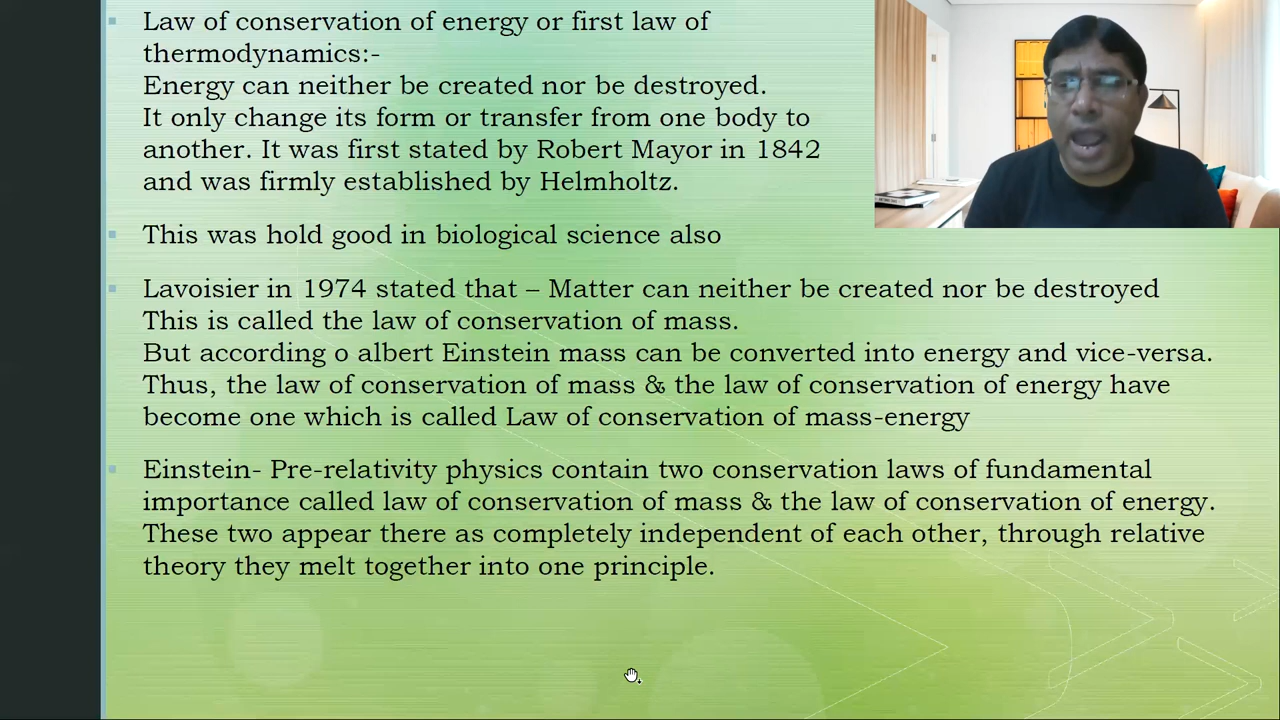 Law of conservation of energy or first law of
thermodynamics:-
Energy can neither be created nor be destroyed.
It only change its form or transfer from one body to
another. It was first stated by Robert Mayor in 1842
and was firmly established by Helmholtz.
This was hold good in biological science also
Lavoisier in 1974 stated that – Matter can neither be created nor be destroyed
This is called the law of conservation of mass.
But according o albert Einstein mass can be converted into energy and vice-versa.
Thus, the law of conservation of mass & the law of conservation of energy have
become one which is called Law of conservation of mass-energy
Einstein- Pre-relativity physics contain two conservation laws of fundamental
importance called law of conservation of mass & the law of conservation of energy.
These two appear there as completely independent of each other, through relative
theory they melt together into one principle.